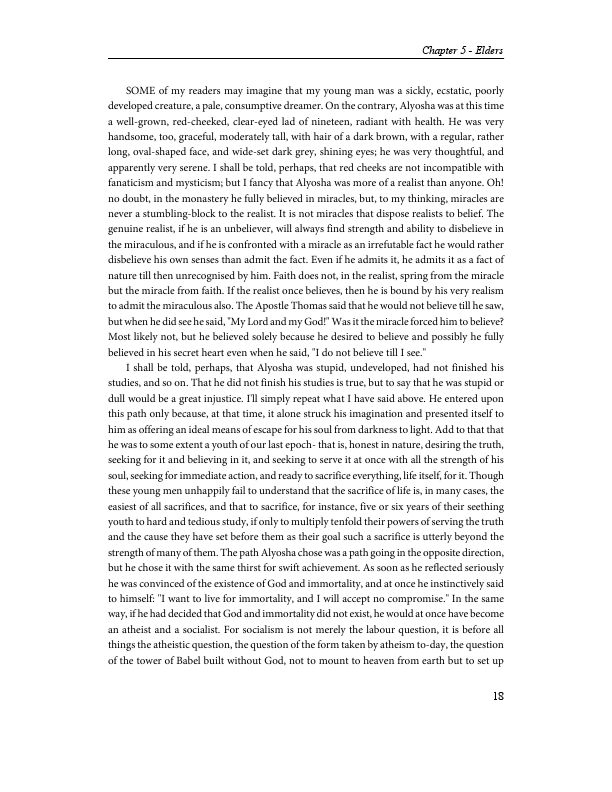 Chapter 5 - Elders
SOME of my readers may imagine that my young man was a sickly, ecstatic, poorly
developed creature, a pale, consumptive dreamer. On the contrary, Alyosha was at this time
a well-grown, red-cheeked, clear-eyed lad of nineteen, radiant with health. He was very
handsome, too, graceful, moderately tall, with hair of a dark brown, with a regular, rather
long, oval-shaped face, and wide-set dark grey, shining eyes; he was very thoughtful, and
apparently very serene. I shall be told, perhaps, that red cheeks are not incompatible with
fanaticism and mysticism; but I fancy that Alyosha was more of a realist than anyone. Oh!
no doubt, in the monastery he fully believed in miracles, but, to my thinking, miracles are
never a stumbling-block to the realist. It is not miracles that dispose realists to belief. The
genuine realist, if he is an unbeliever, will always find strength and ability to disbelieve in
the miraculous, and if he is confronted with a miracle as an irrefutable fact he would rather
disbelieve his own senses than admit the fact. Even if he admits it, he admits it as a fact of
nature till then unrecognised by him. Faith does not, in the realist, spring from the miracle
but the miracle from faith. If the realist once believes, then he is bound by his very realism
to admit the miraculous also. The Apostle Thomas said that he would not believe till he saw,
but when he did see he said, "My Lord and my God!" Was it the miracle forced him to believe?
Most likely not, but he believed solely because he desired to believe and possibly he fully
believed in his secret heart even when he said, "I do not believe till I see."
I shall be told, perhaps, that Alyosha was stupid, undeveloped, had not finished his
studies, and so on. That he did not finish his studies is true, but to say that he was stupid or
dull would be a great injustice. I'll simply repeat what I have said above. He entered upon
this path only because, at that time, it alone struck his imagination and presented itself to
him as offering an ideal means of escape for his soul from darkness to light. Add to that that
he was to some extent a youth of our last epoch- that is, honest in nature, desiring the truth,
seeking for it and believing in it, and seeking to serve it at once with all the strength of his
soul, seeking for immediate action, and ready to sacrifice everything, life itself, for it. Though
these young men unhappily fail to understand that the sacrifice of life is, in many cases, the
easiest of all sacrifices, and that to sacrifice, for instance, five or six years of their seething
youth to hard and tedious study, if only to multiply tenfold their powers of serving the truth
and the cause they have set before them as their goal such a sacrifice is utterly beyond the
strength of many of them. The path Alyosha chose was a path going in the opposite direction,
but he chose it with the same thirst for swift achievement. As soon as he reflected seriously
he was convinced of the existence of God and immortality, and at once he instinctively said
to himself: "I want to live for immortality, and I will accept no compromise." In the same
way, if he had decided that God and immortality did not exist, he would at once have become
an atheist and a socialist. For socialism is not merely the labour question, it is before all
things the atheistic question, the question of the form taken by atheism to-day, the question
of the tower of Babel built without God, not to mount to heaven from earth but to set up
18